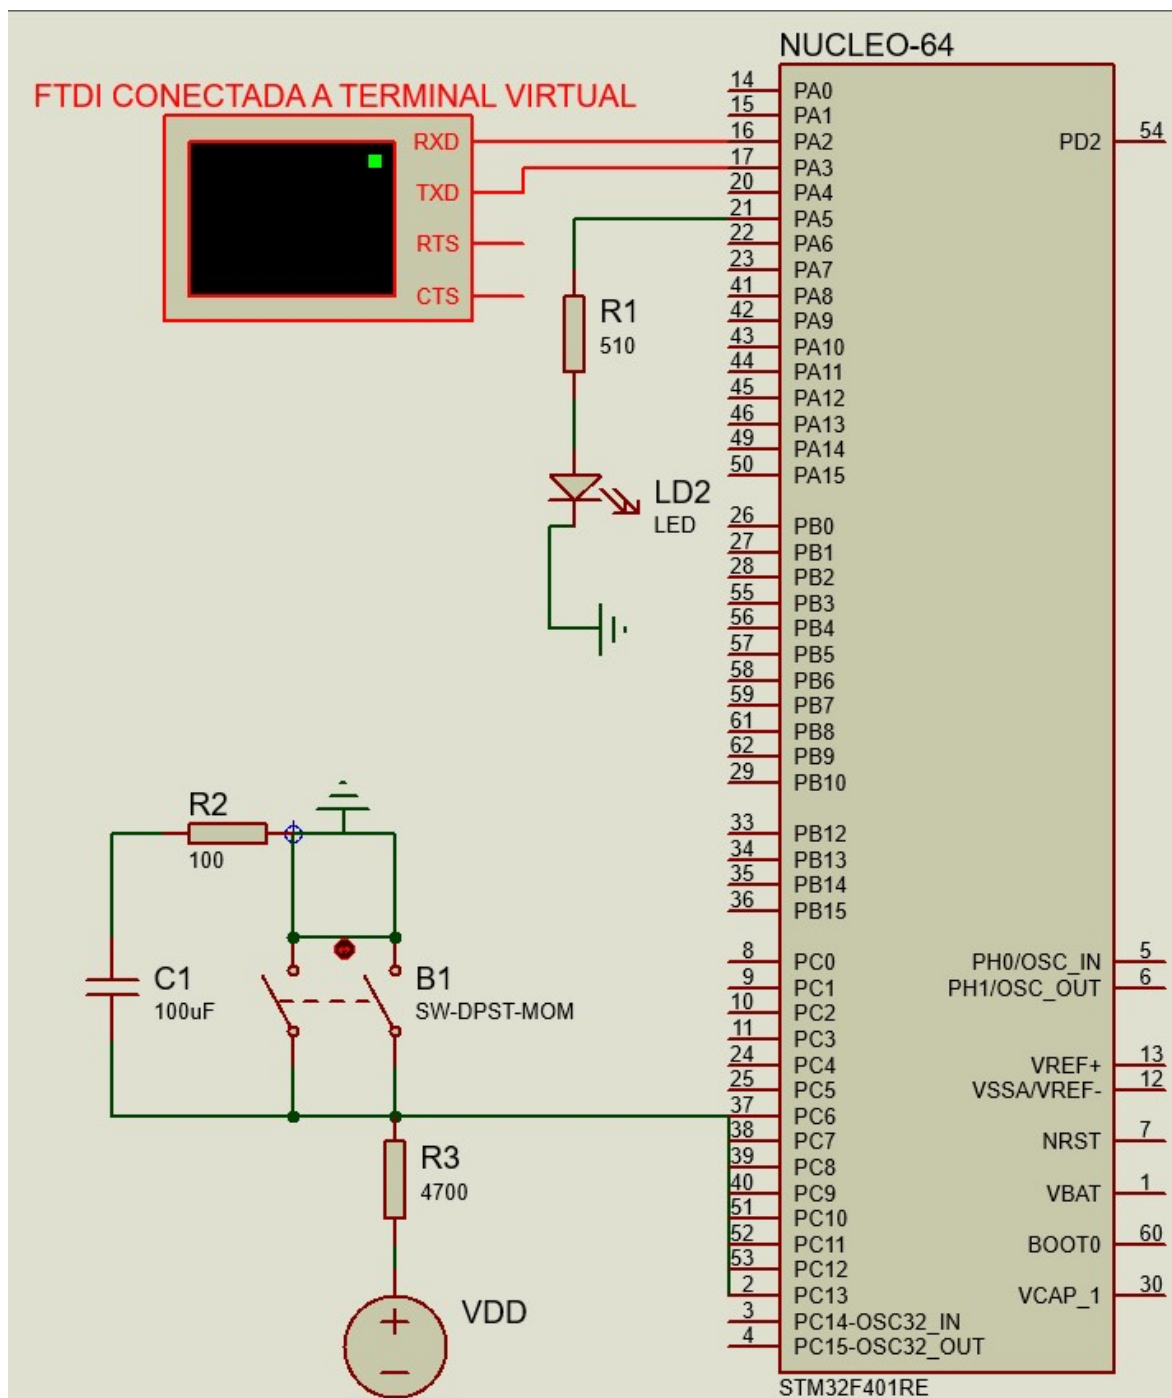 NUCLEO-64
FTDI CONECTADA A TERMINAL VIRTUAL
RXD
TXD
RTS
CTS
14 PA0
15 PA1
16 PA2
17 PA3
20 PA4
21 PA5
22 PA6
23 PA7
41 PA8
42 PA9
43 PA10
44 PA11
45 PA12
46 PA13
49 PA14
50 PA15
PD2 54
R1
510
LD2
LED
26 PB0
27 PB1
28 PB2
55 PB3
56 PB4
57 PB5
58 PB6
59 PB7
61 PB8
62 PB9
29 PB10
33 PB12
34 PB13
35 PB14
36 PB15
R2
100
C1
100uF
B1
SW-DPST-MOM
R3
4700
VDD
8 PC0
9 PC1
10 PC2
11 PC3
24 PC4
25 PC5
37 PC6
38 PC7
39 PC8
40 PC9
51 PC10
52 PC11
53 PC12
2 PC13
3 PC14-OSC32_IN
4 PC15-OSC32_OUT
PH0/OSC_IN 5
PH1/OSC_OUT 6
VREF+ 13
VSSA/VREF- 12
NRST 7
VBAT 1
BOOT0 60
VCAP_1 30
STM32F401RE